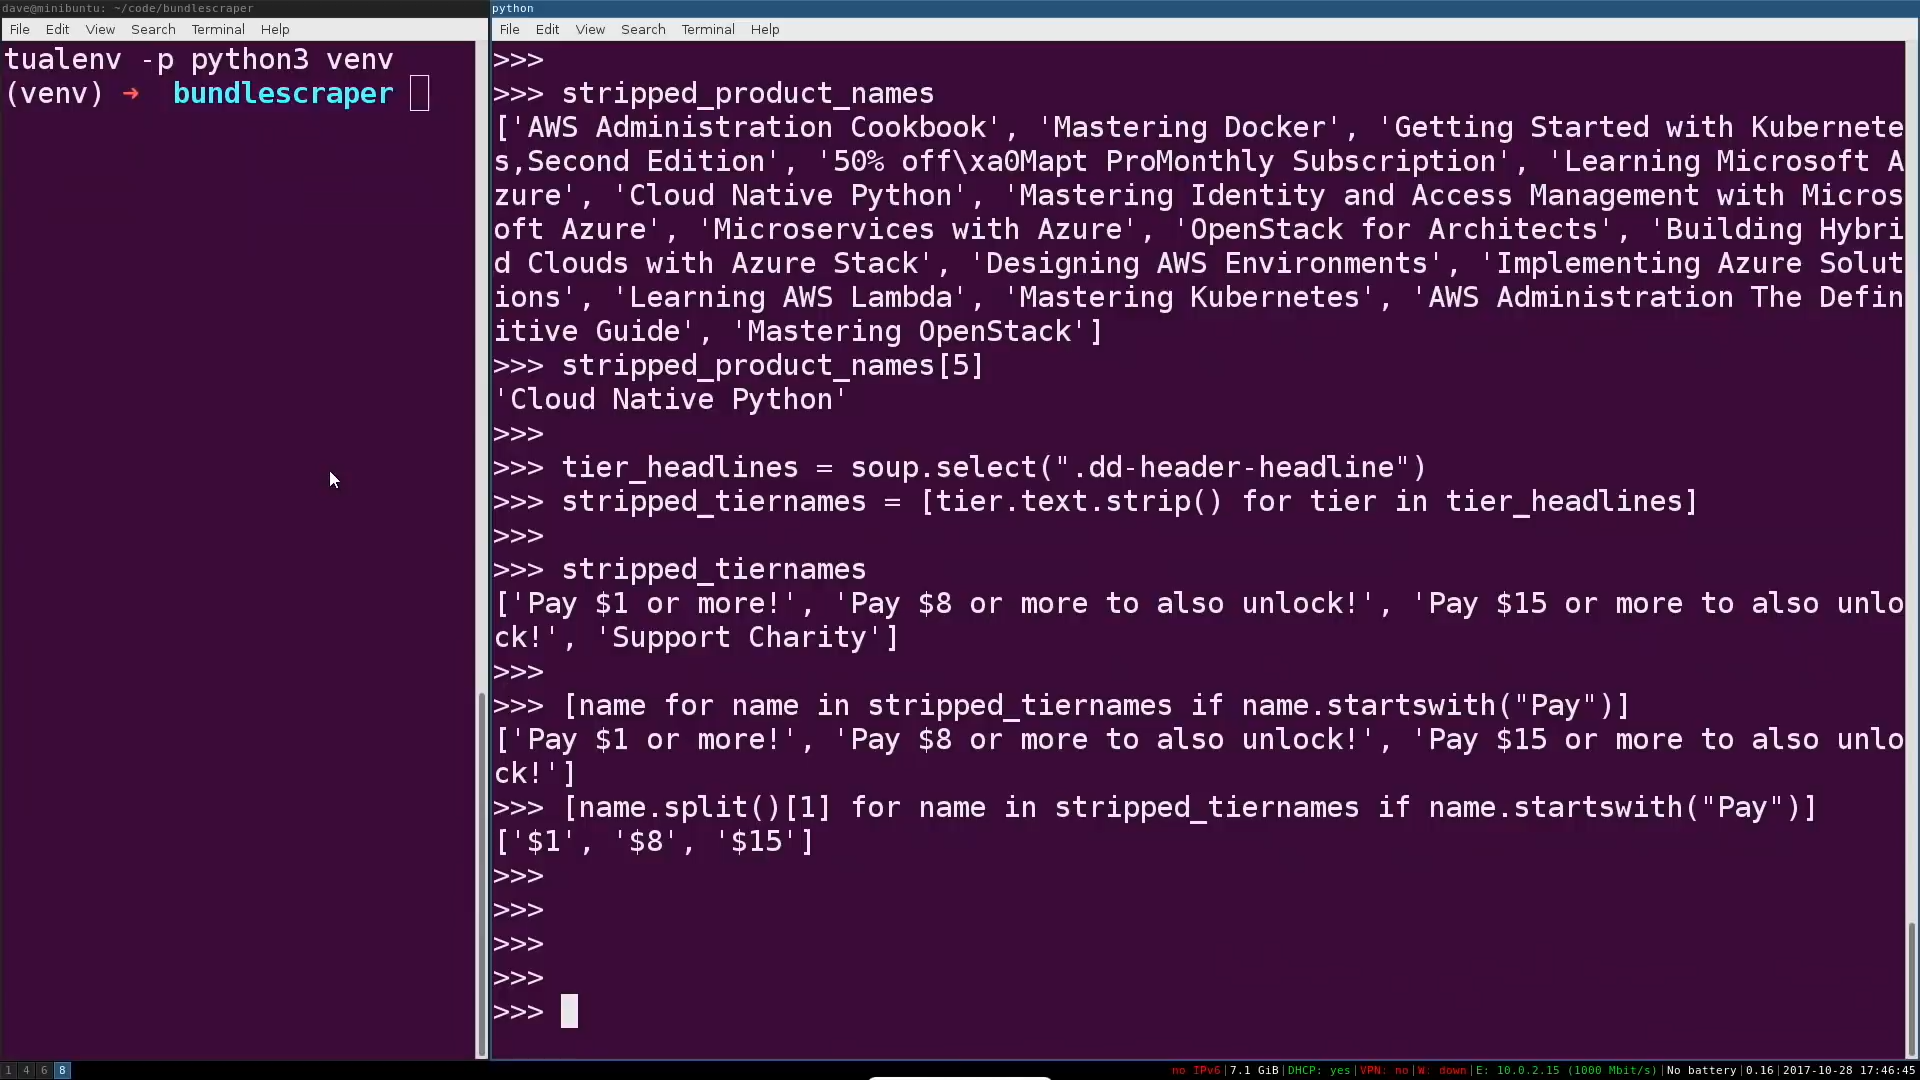 dave@minibuntu: ~/code/bundlescraper
File Edit View Search Terminal Help
tualenv -p python3 venv
(venv) ➜ bundlescraper
python
File Edit View Search Terminal Help
>>>
>>> stripped_product_names
['AWS Administration Cookbook', 'Mastering Docker', 'Getting Started with Kubernete
s,Second Edition', '50% off\xa0Mapt ProMonthly Subscription', 'Learning Microsoft A
zure', 'Cloud Native Python', 'Mastering Identity and Access Management with Micros
oft Azure', 'Microservices with Azure', 'OpenStack for Architects', 'Building Hybri
d Clouds with Azure Stack', 'Designing AWS Environments', 'Implementing Azure Solut
ions', 'Learning AWS Lambda', 'Mastering Kubernetes', 'AWS Administration The Defin
itive Guide', 'Mastering OpenStack']
>>> stripped_product_names[5]
'Cloud Native Python'
>>>
>>> tier_headlines = soup.select(".dd-header-headline")
>>> stripped_tiernames = [tier.text.strip() for tier in tier_headlines]
>>>
>>> stripped_tiernames
['Pay $1 or more!', 'Pay $8 or more to also unlock!', 'Pay $15 or more to also unlo
ck!', 'Support Charity']
>>>
>>> [name for name in stripped_tiernames if name.startswith("Pay")]
['Pay $1 or more!', 'Pay $8 or more to also unlock!', 'Pay $15 or more to also unlo
ck!']
>>> [name.split()[1] for name in stripped_tiernames if name.startswith("Pay")]
['$1', '$8', '$15']
>>>
>>>
>>>
>>>
>>>
1 4 6 8
no IPv6|7.1 GiB|DHCP: yes|VPN: no|W: down|E: 10.0.2.15 (1000 Mbit/s)|No battery|0.16|2017-10-28 17:46:45